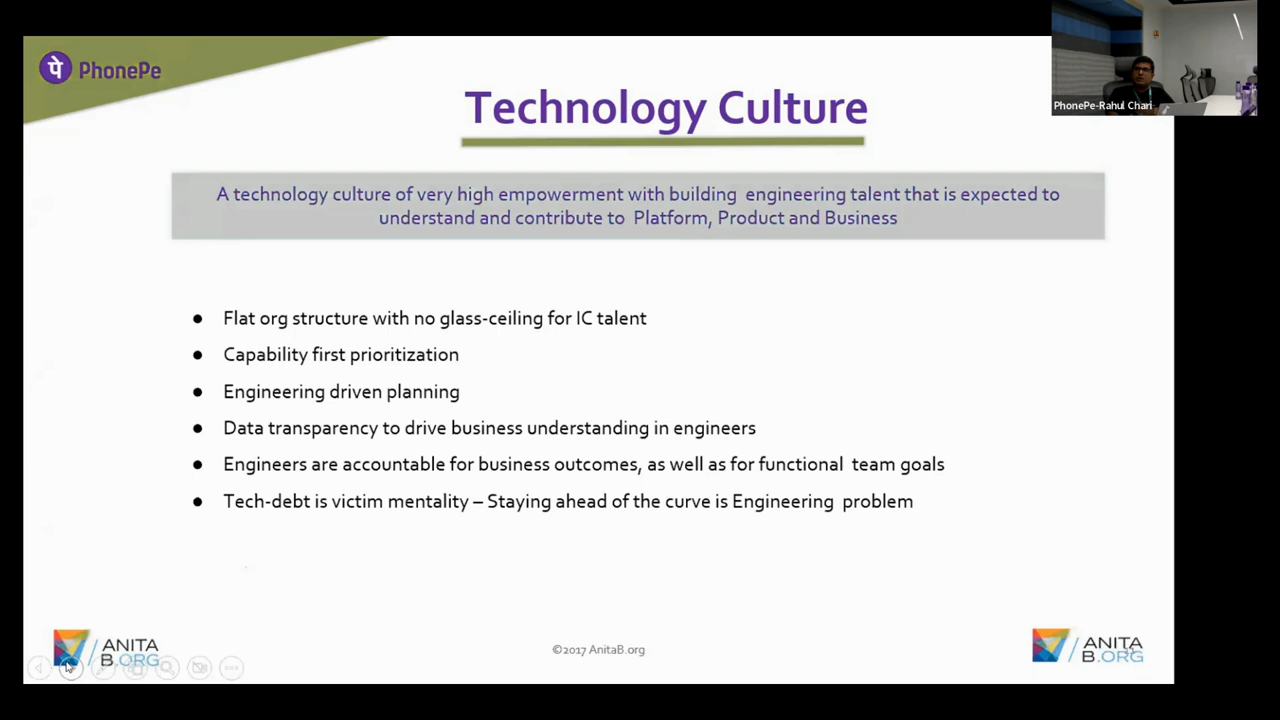 पे PhonePe
PhonePe-Rahul Chari
Technology Culture
A technology culture of very high empowerment with building engineering talent that is expected to
understand and contribute to Platform, Product and Business
● Flat org structure with no glass-ceiling for IC talent
● Capability first prioritization
● Engineering driven planning
● Data transparency to drive business understanding in engineers
● Engineers are accountable for business outcomes, as well as for functional team goals
● Tech-debt is victim mentality – Staying ahead of the curve is Engineering problem
ANITA
B.ORG
©2017 AnitaB.org
ANITA
B.ORG